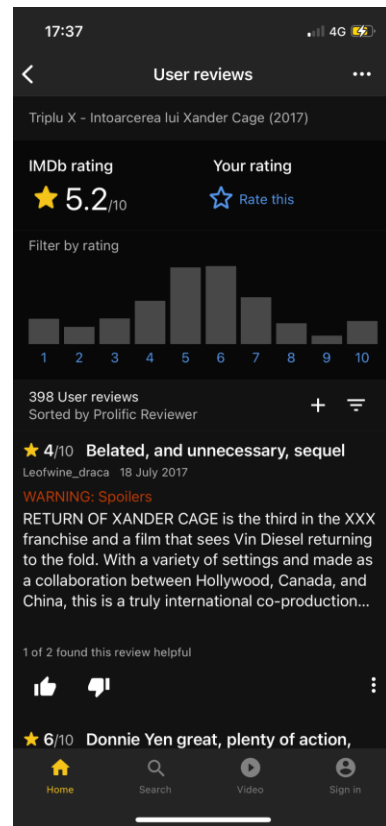 17:37
4G
User reviews
Triplu X - Intoarcerea lui Xander Cage (2017)
IMDb rating
Your rating
5.2/10
Rate this
Filter by rating
1 2 3 4 5 6 7 8 9 10
398 User reviews
Sorted by Prolific Reviewer
4/10 Belated, and unnecessary, sequel
Leofwine_draca 18 July 2017
WARNING: Spoilers
RETURN OF XANDER CAGE is the third in the XXX
franchise and a film that sees Vin Diesel returning
to the fold. With a variety of settings and made as
a collaboration between Hollywood, Canada, and
China, this is a truly international co-production...
1 of 2 found this review helpful
6/10 Donnie Yen great, plenty of action,
Home Search Video Sign in